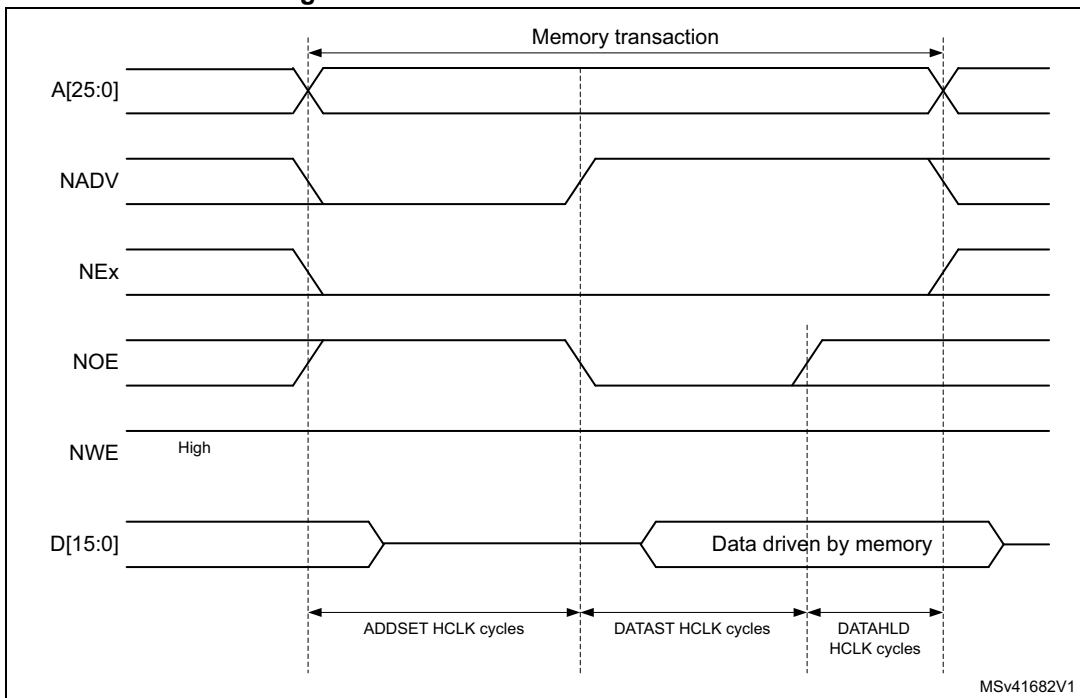 Memory transaction
A[25:0]
NADV
NEx
NOE
NWE High
D[15:0] Data driven by memory
ADDSET HCLK cycles DATAST HCLK cycles DATAHLD
HCLK cycles
MSv41682V1